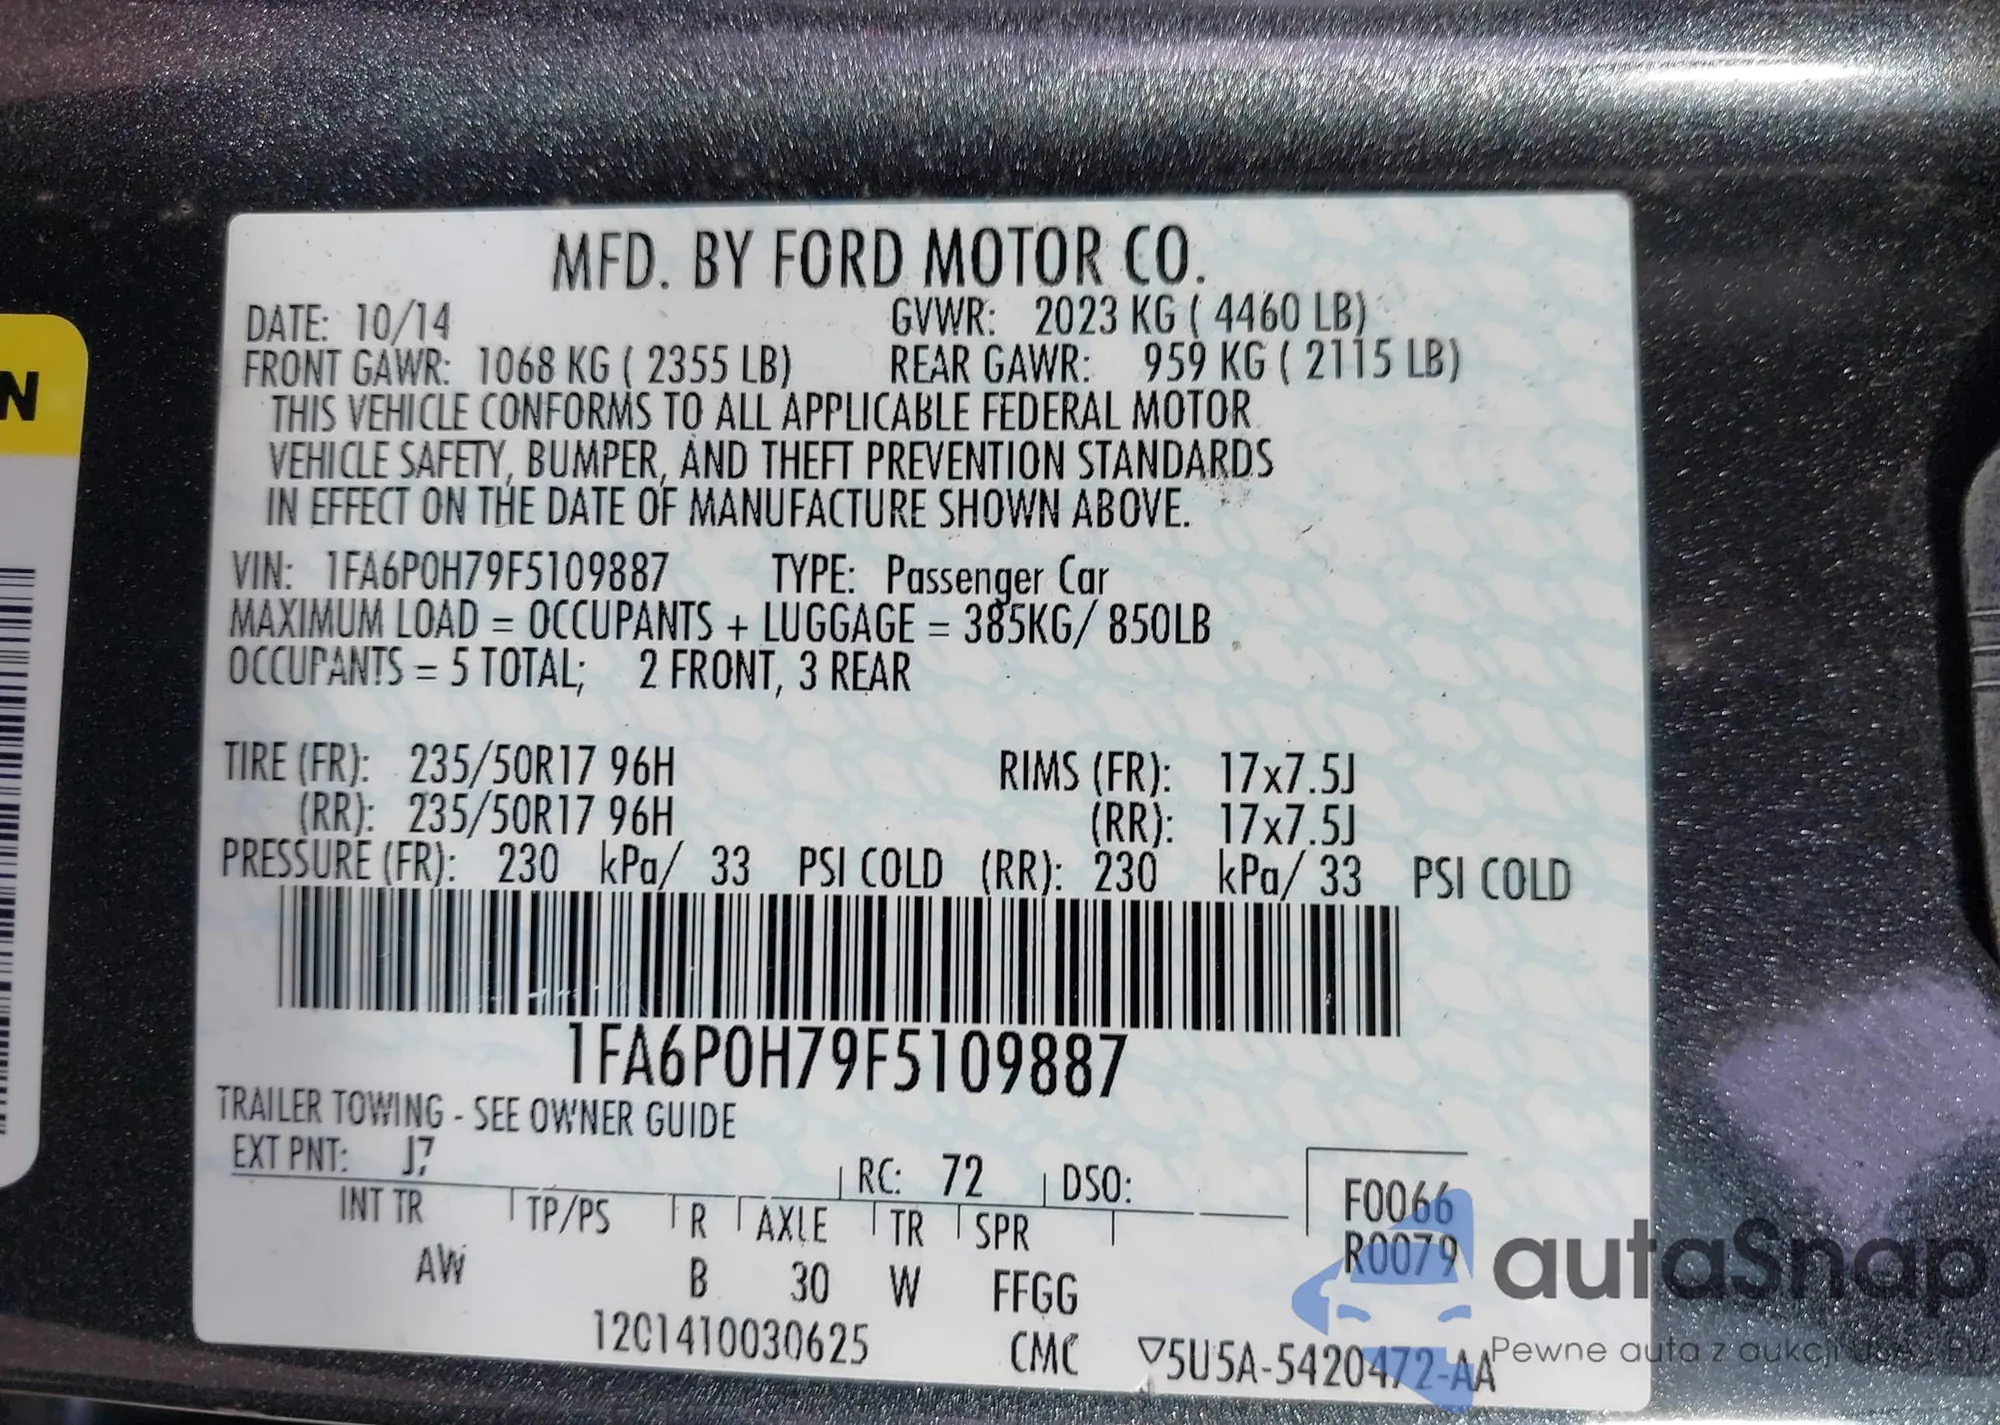 N
MFD. BY FORD MOTOR CO.
DATE: 10/14 GVWR: 2023 KG ( 4460 LB)
FRONT GAWR: 1068 KG ( 2355 LB) REAR GAWR: 959 KG ( 2115 LB)
THIS VEHICLE CONFORMS TO ALL APPLICABLE FEDERAL MOTOR
VEHICLE SAFETY, BUMPER, AND THEFT PREVENTION STANDARDS
IN EFFECT ON THE DATE OF MANUFACTURE SHOWN ABOVE.
VIN: 1FA6P0H79F5109887 TYPE: Passenger Car
MAXIMUM LOAD = OCCUPANTS + LUGGAGE = 385KG/ 850LB
OCCUPANTS = 5 TOTAL; 2 FRONT, 3 REAR
TIRE (FR): 235/50R17 96H RIMS (FR): 17x7.5J
(RR): 235/50R17 96H (RR): 17x7.5J
PRESSURE (FR): 230 kPa/ 33 PSI COLD (RR): 230 kPa/ 33 PSI COLD
1FA6P0H79F5109887
TRAILER TOWING - SEE OWNER GUIDE
EXT PNT: J7 RC: 72 DSO: F0066
INT TR TP/PS R AXLE TR SPR R0079
AW B 30 W FFGG
12C1410030625 CMC ▽5U5A-5420472-AA
autaSnap
Pewne auta z aukcji USA / EU